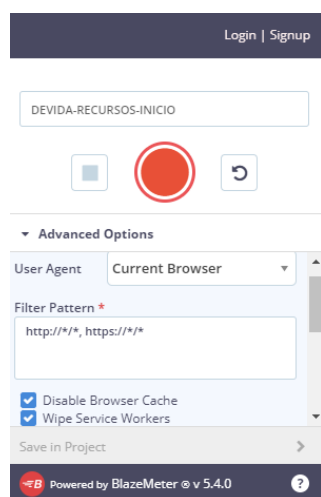 Login | Signup
DEVIDA-RECURSOS-INICIO
Advanced Options
User Agent Current Browser
Filter Pattern *
http://*/*, https://*/*
Disable Browser Cache
Wipe Service Workers
Save in Project
B Powered by BlazeMeter ® v 5.4.0 ?